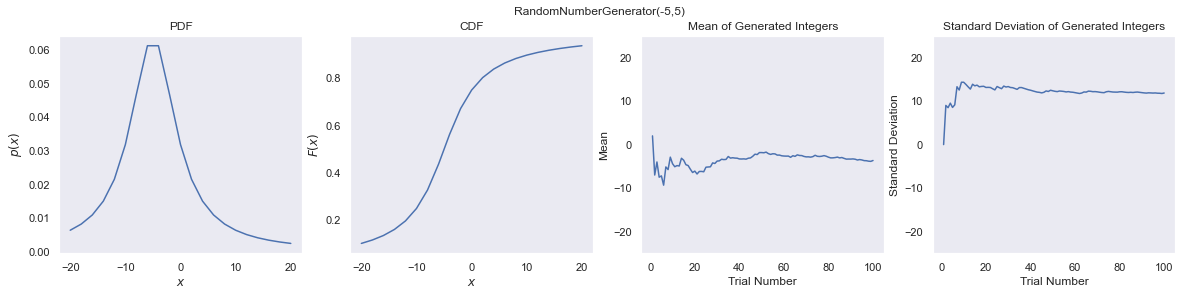 RandomNumberGenerator(-5,5)
PDF
p(x)
0.06
0.05
0.04
0.03
0.02
0.01
0.00
−20 −10 0 10 20
x
CDF
F(x)
0.8
0.6
0.4
0.2
−20 −10 0 10 20
x
Mean of Generated Integers
Mean
20
10
0
−10
−20
0 20 40 60 80 100
Trial Number
Standard Deviation of Generated Integers
Standard Deviation
20
10
0
−10
−20
0 20 40 60 80 100
Trial Number